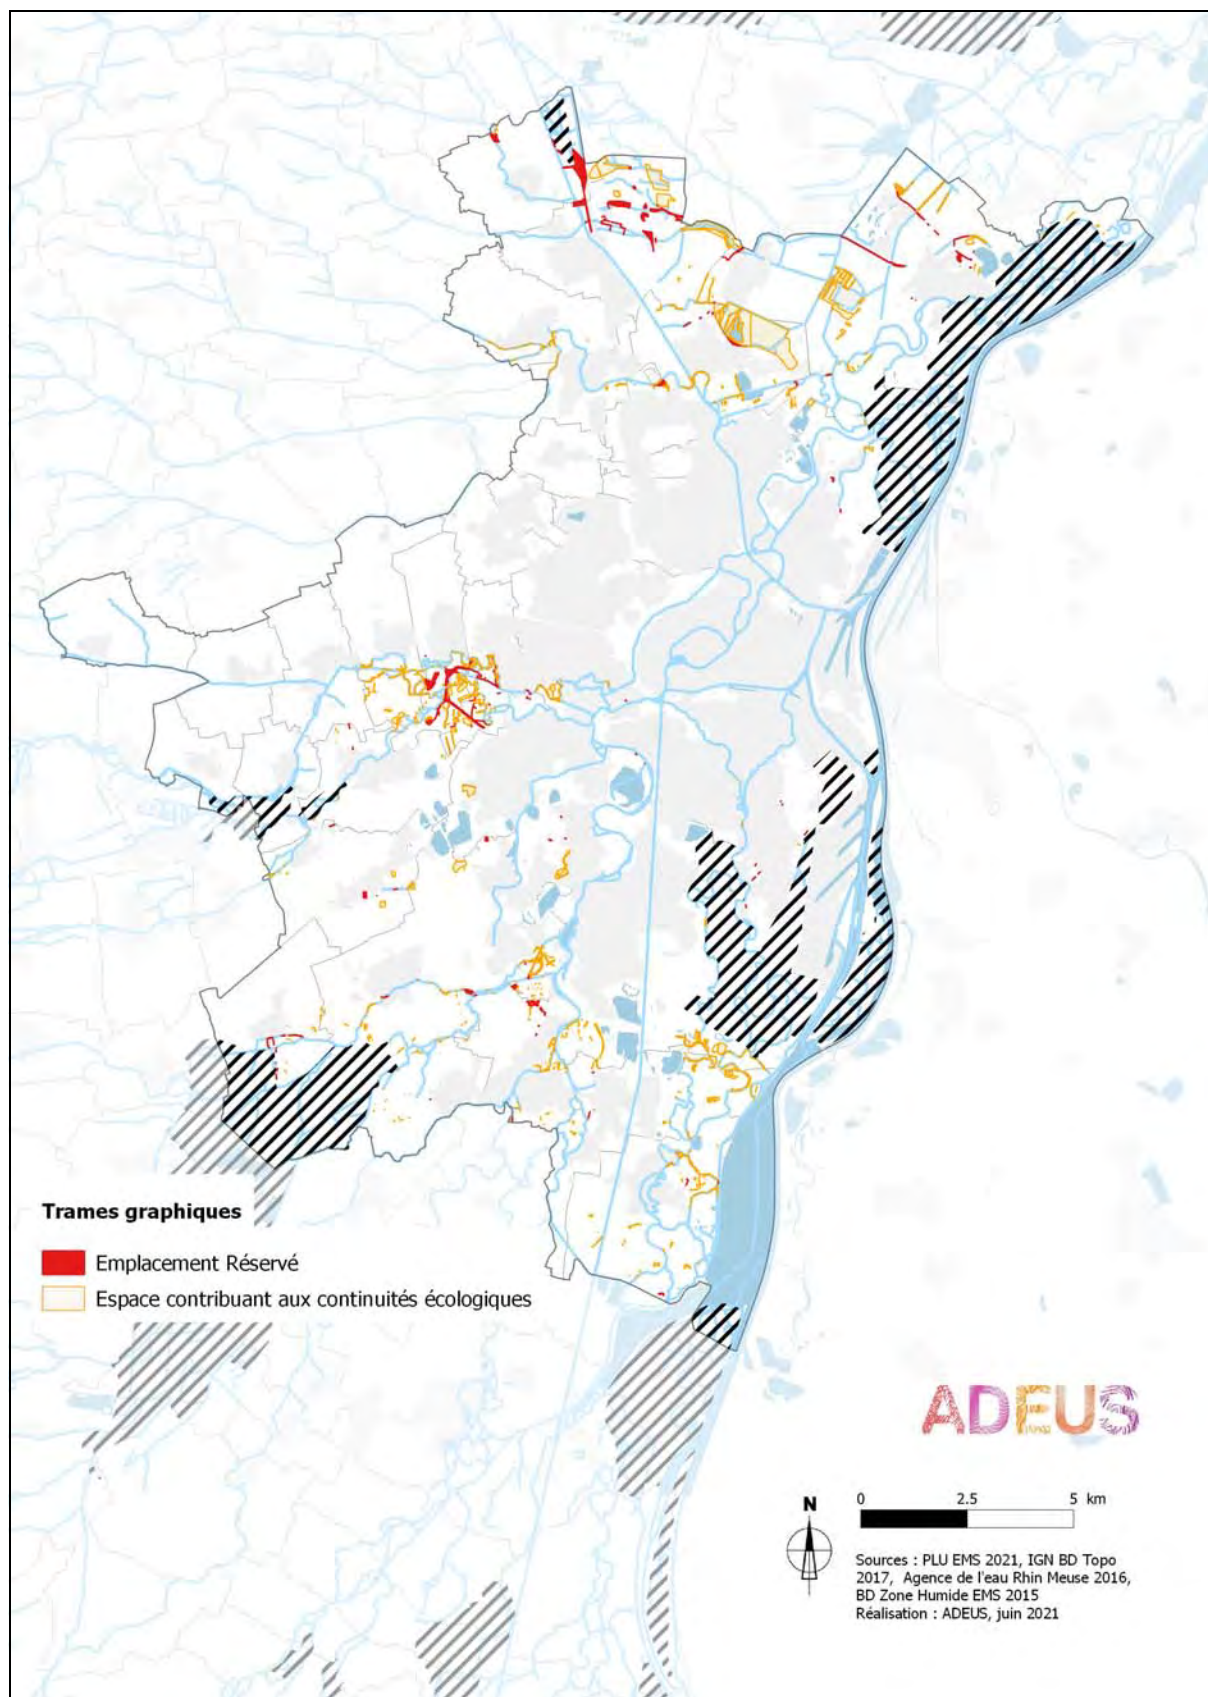 Trames graphiques
Emplacement Réservé
Espace contribuant aux continuités écologiques
ADEUS
N
0 2.5 5 km
Sources : PLU EMS 2021, IGN BD Topo
2017, Agence de l'eau Rhin Meuse 2016,
BD Zone Humide EMS 2015
Réalisation : ADEUS, juin 2021